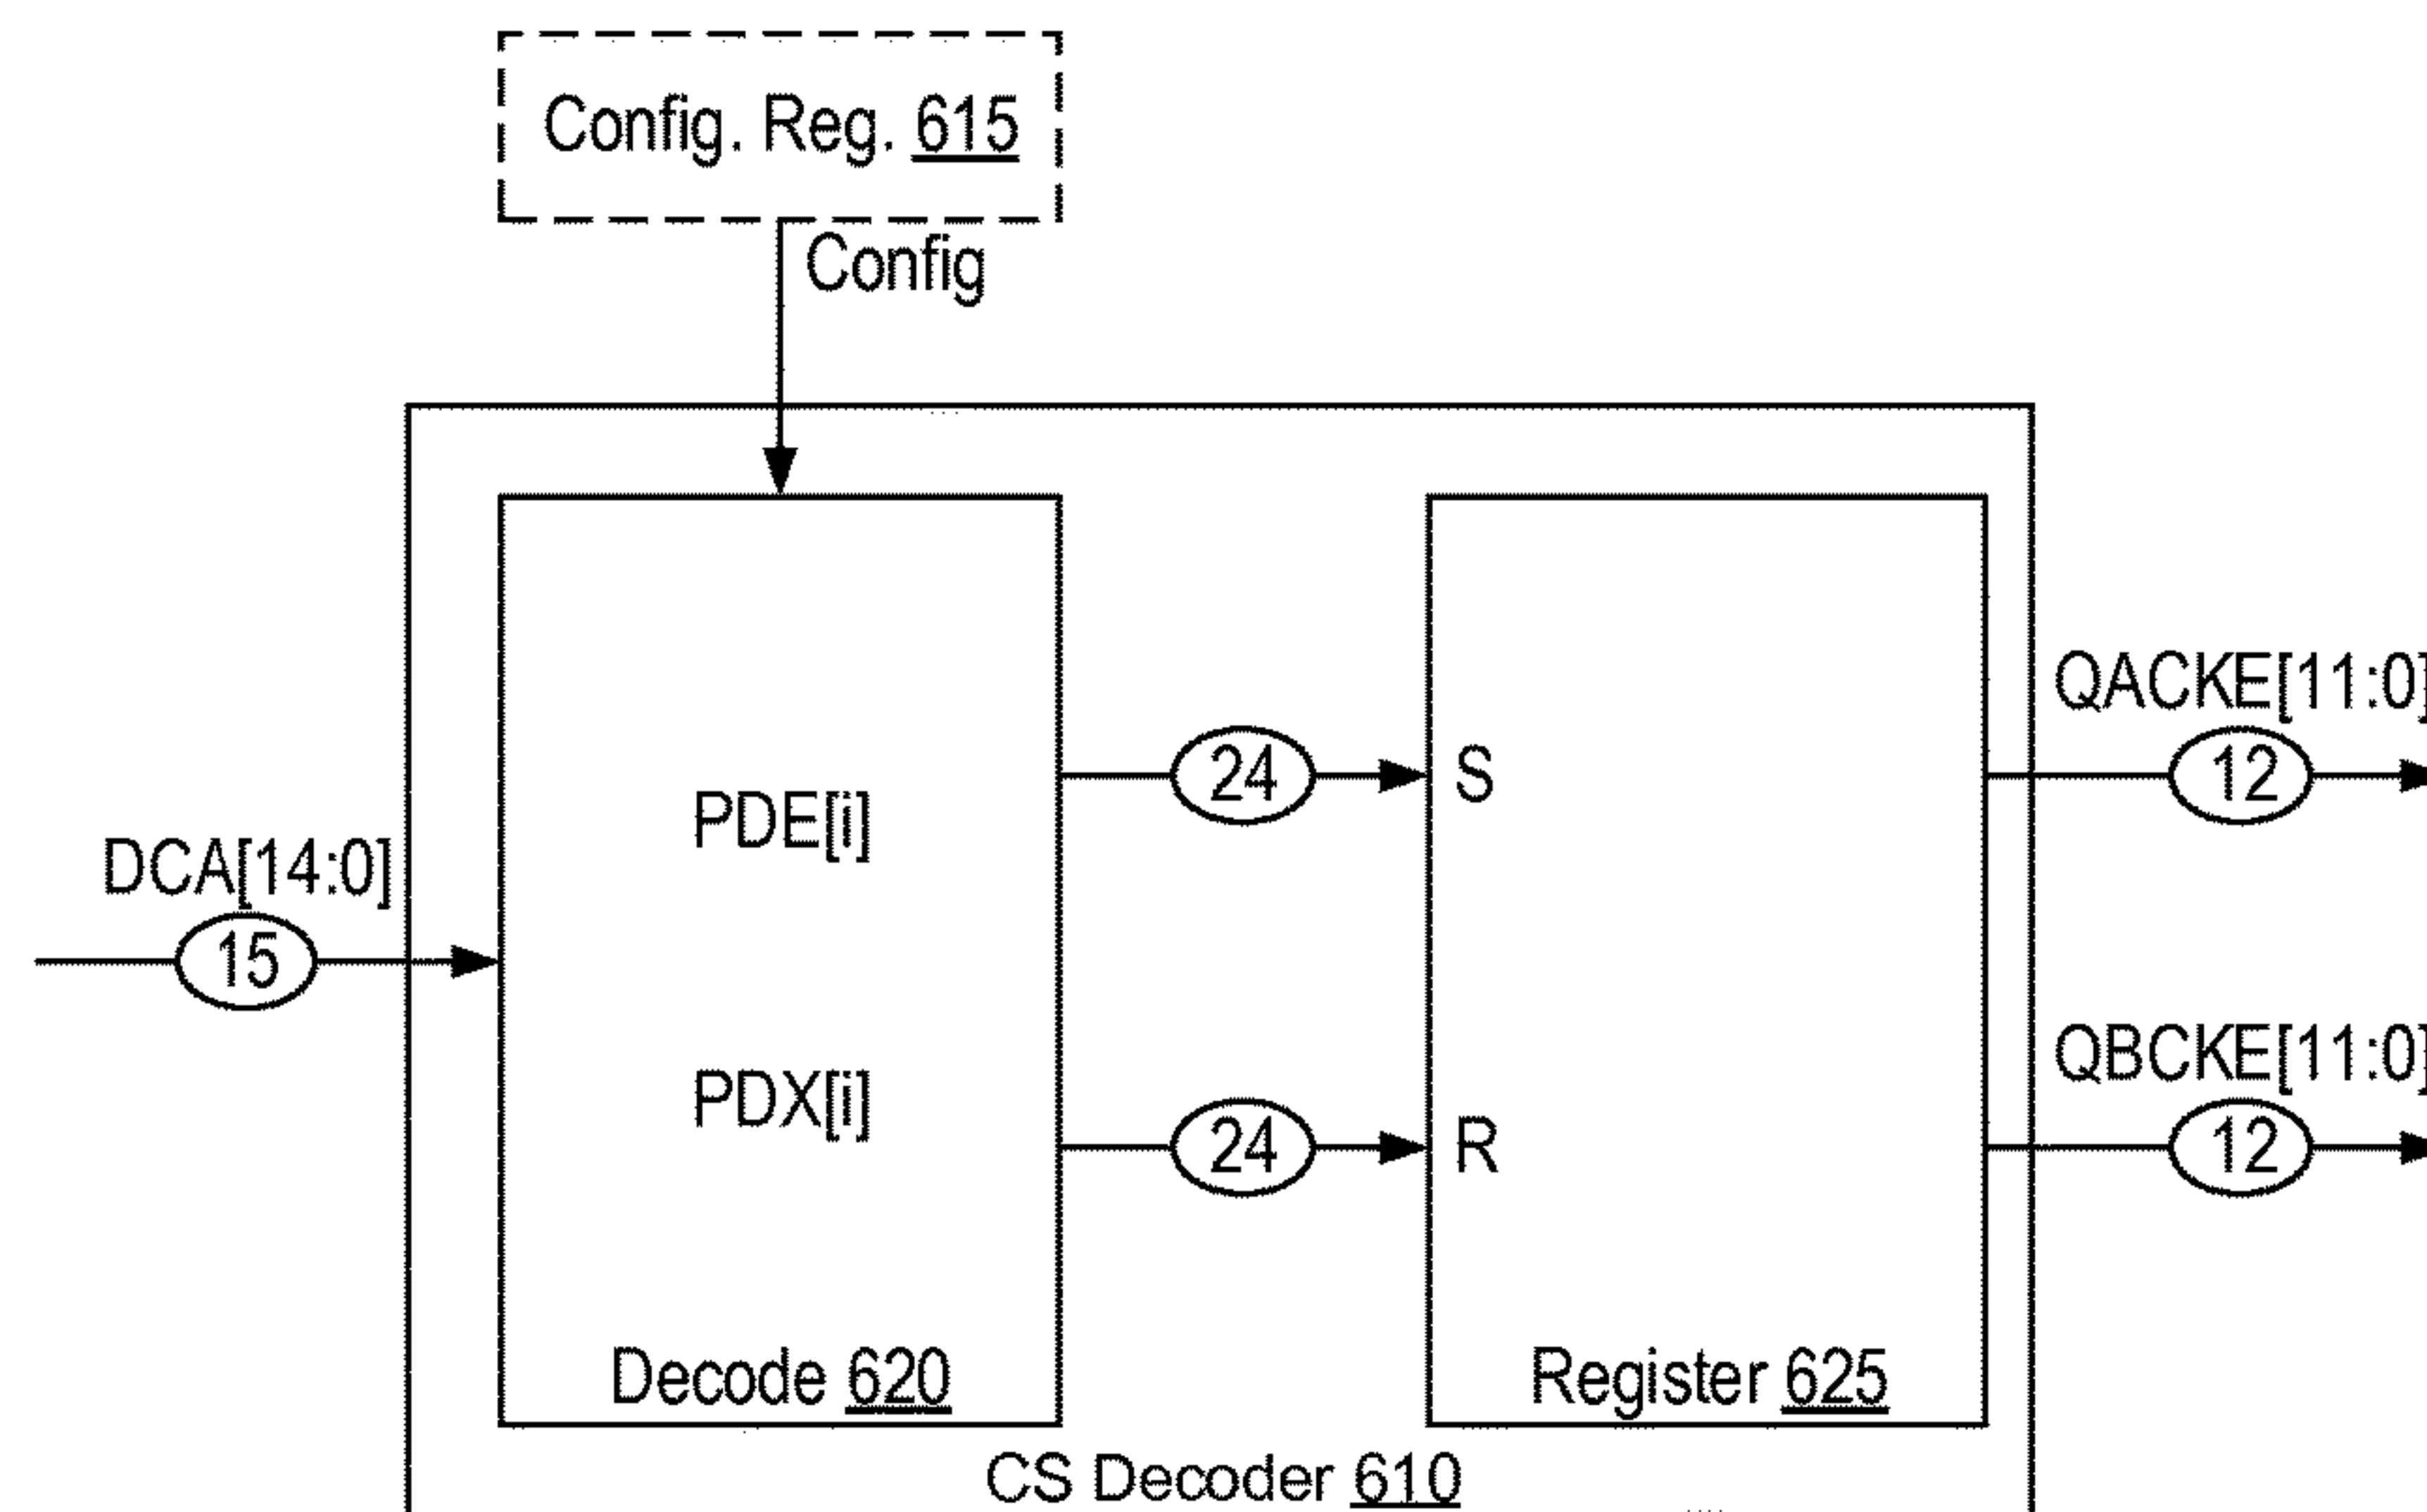 Config. Reg. 615
Config
QACKE[11:0]
PDE[i]
24
S
12
DCA[14:0]
15
QBCKE[11:0]
PDX[i]
24
R
12
Decode 620
Register 625
CS Decoder 610